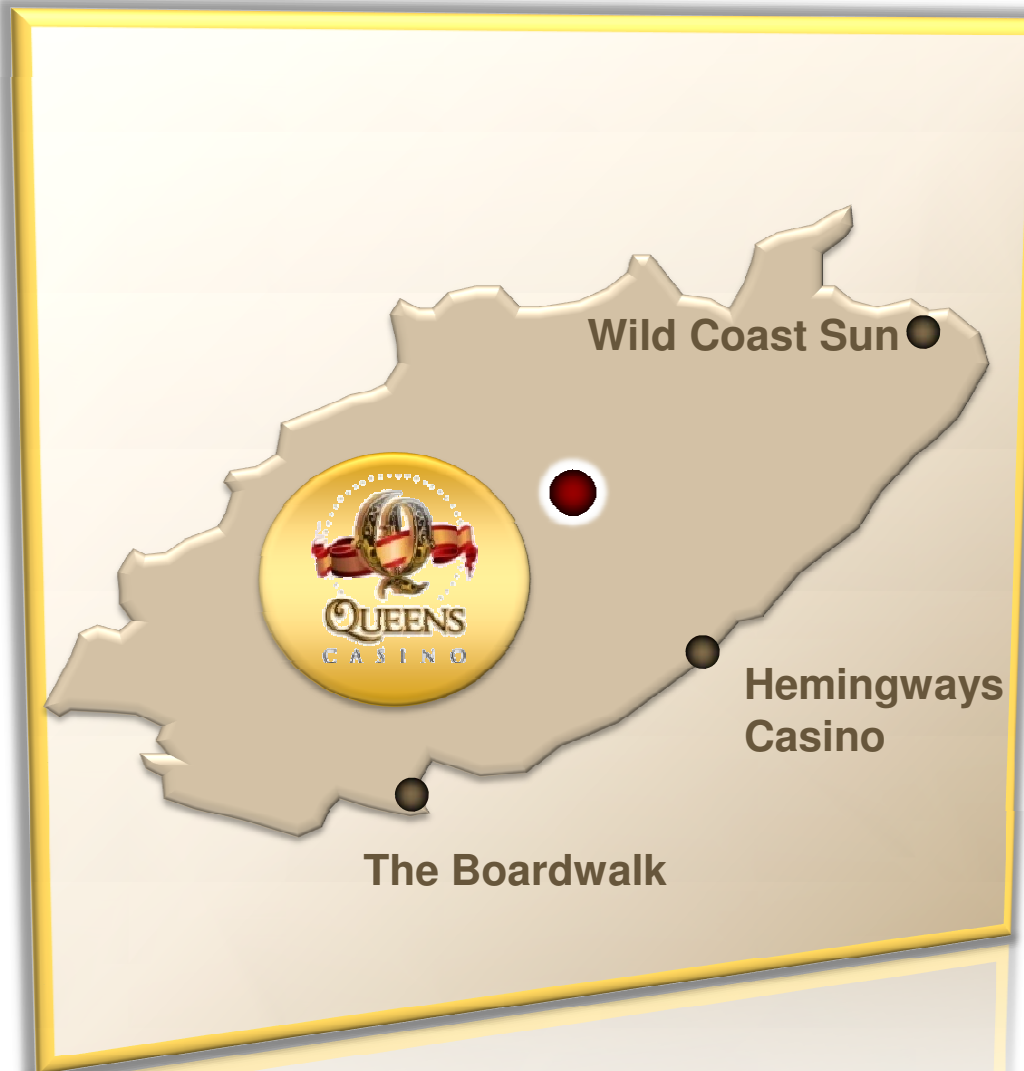 Wild Coast Sun
QUEENS
CASINO
Hemingways
Casino
The Boardwalk